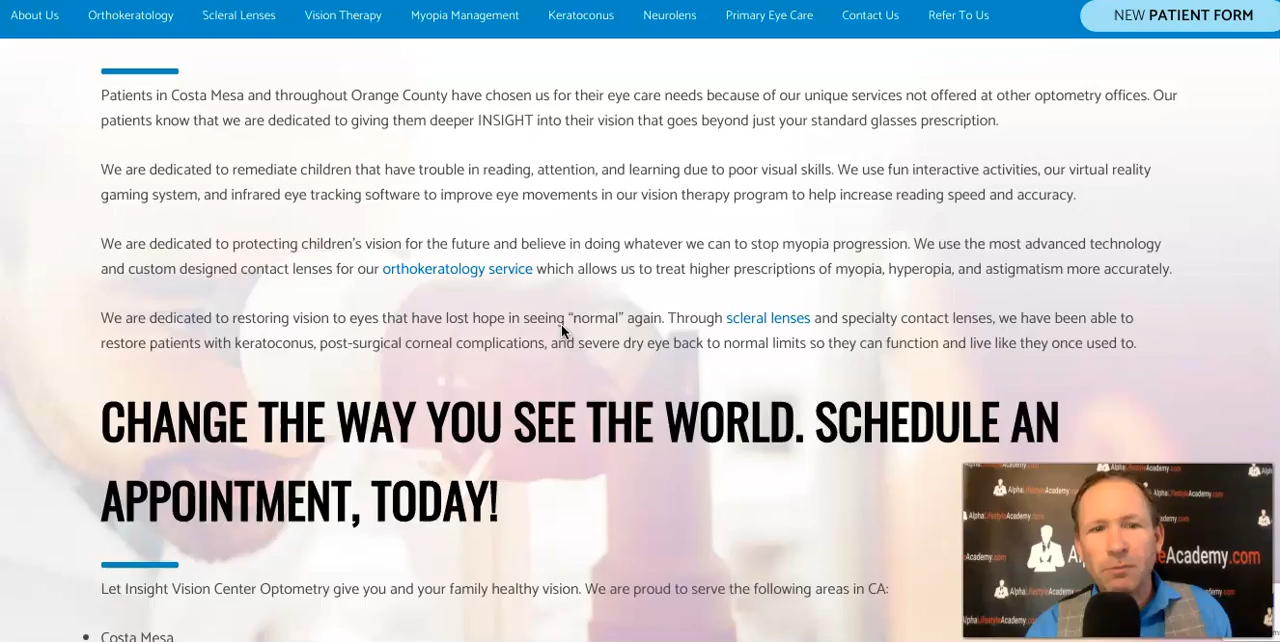 About Us Orthokeratology Scleral Lenses Vision Therapy Myopia Management Keratoconus Neurolens Primary Eye Care Contact Us Refer To Us NEW PATIENT FORM
Patients in Costa Mesa and throughout Orange County have chosen us for their eye care needs because of our unique services not offered at other optometry offices. Our
patients know that we are dedicated to giving them deeper INSIGHT into their vision that goes beyond just your standard glasses prescription.
We are dedicated to remediate children that have trouble in reading, attention, and learning due to poor visual skills. We use fun interactive activities, our virtual reality
gaming system, and infrared eye tracking software to improve eye movements in our vision therapy program to help increase reading speed and accuracy.
We are dedicated to protecting children's vision for the future and believe in doing whatever we can to stop myopia progression. We use the most advanced technology
and custom designed contact lenses for our orthokeratology service which allows us to treat higher prescriptions of myopia, hyperopia, and astigmatism more accurately.
We are dedicated to restoring vision to eyes that have lost hope in seeing “normal” again. Through scleral lenses and specialty contact lenses, we have been able to
restore patients with keratoconus, post-surgical corneal complications, and severe dry eye back to normal limits so they can function and live like they once used to.
CHANGE THE WAY YOU SEE THE WORLD. SCHEDULE AN
APPOINTMENT, TODAY!
Let Insight Vision Center Optometry give you and your family healthy vision. We are proud to serve the following areas in CA:
Costa Mesa
AlphaLifestyleAcademy.com
Academy.com